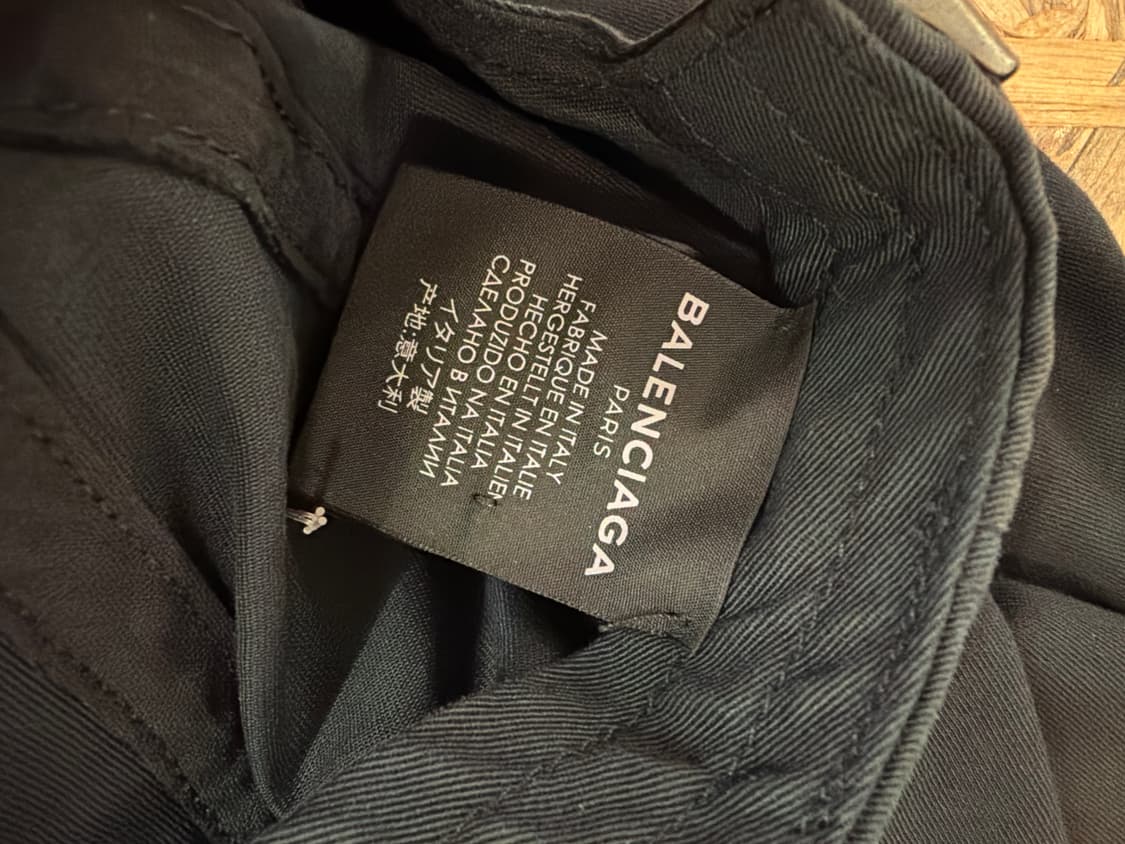 BALENCIAGA
PARIS
MADE IN ITALY
FABRIQUE EN ITALIE
HERGESTELLT IN ITALIEN
HECHO EN ITALIA
PRODUZIDO NA ITALIA
СДЕЛАНО В ИТАЛИИ
イタリア製
产地:意大利